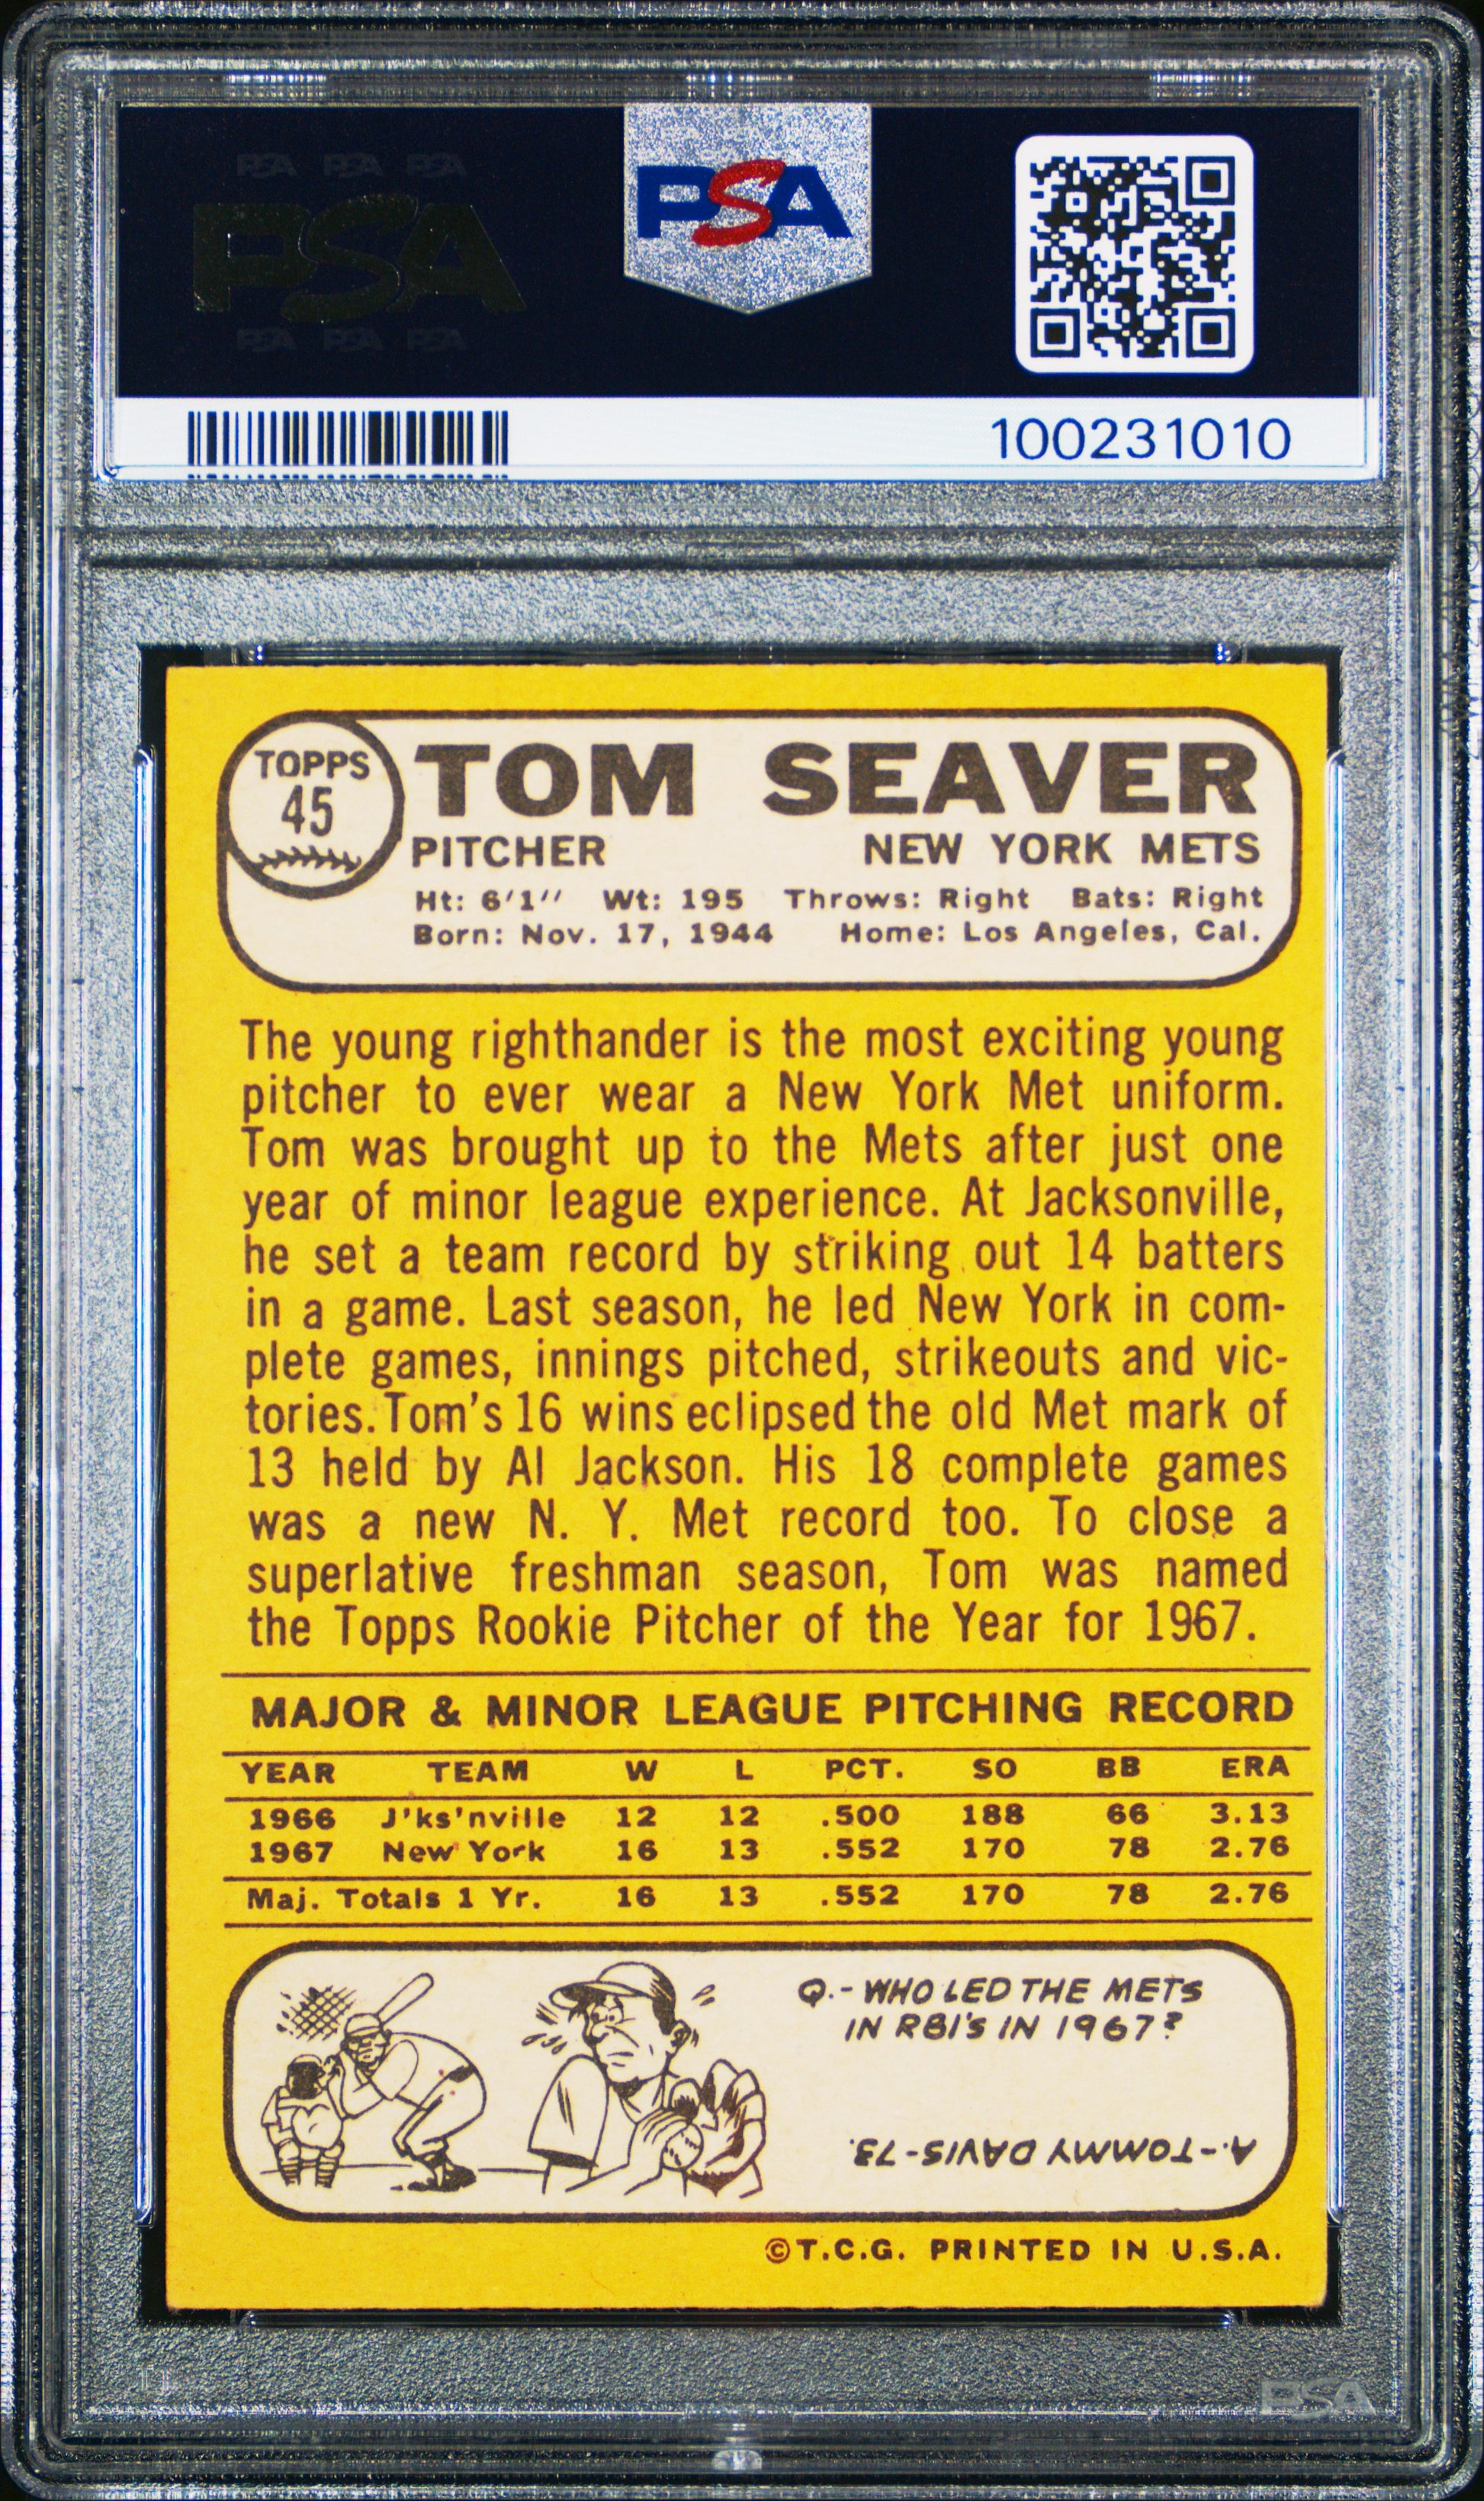 PSA PSA PSA
PSA
PSA PSA PSA
PSA
100231010
TOPPS
45
TOM SEAVER
PITCHER NEW YORK METS
Ht: 6'1" Wt: 195 Throws: Right Bats: Right
Born: Nov. 17, 1944 Home: Los Angeles, Cal.
The young righthander is the most exciting young
pitcher to ever wear a New York Met uniform.
Tom was brought up to the Mets after just one
year of minor league experience. At Jacksonville,
he set a team record by striking out 14 batters
in a game. Last season, he led New York in com-
plete games, innings pitched, strikeouts and vic-
tories. Tom's 16 wins eclipsed the old Met mark of
13 held by Al Jackson. His 18 complete games
was a new N. Y. Met record too. To close a
superlative freshman season, Tom was named
the Topps Rookie Pitcher of the Year for 1967.
MAJOR & MINOR LEAGUE PITCHING RECORD
YEAR TEAM W L PCT. SO BB ERA
1966 J'ks'nville 12 12 .500 188 66 3.13
1967 New York 16 13 .552 170 78 2.76
Maj. Totals 1 Yr. 16 13 .552 170 78 2.76
Q.- WHO LED THE METS
IN RBI'S IN 1967?
A.-TOMMY DAVIS-73.
©T.C.G. PRINTED IN U.S.A.
PSA